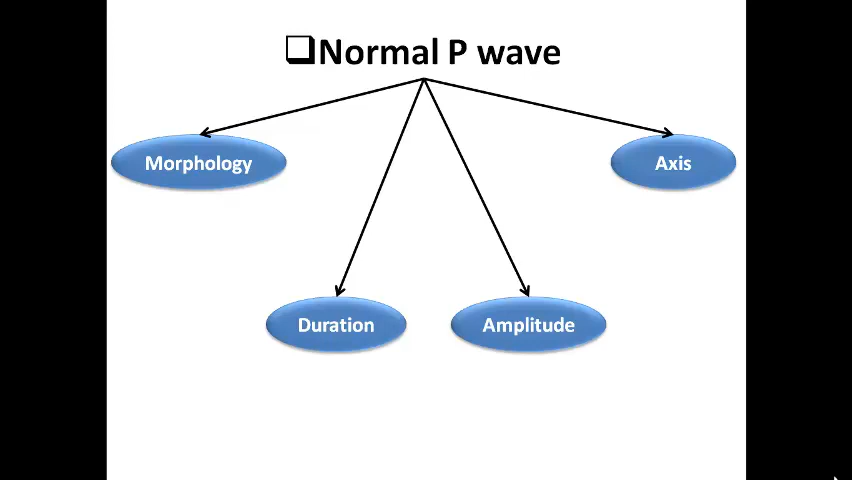 ❑Normal P wave
Morphology
Axis
Duration
Amplitude